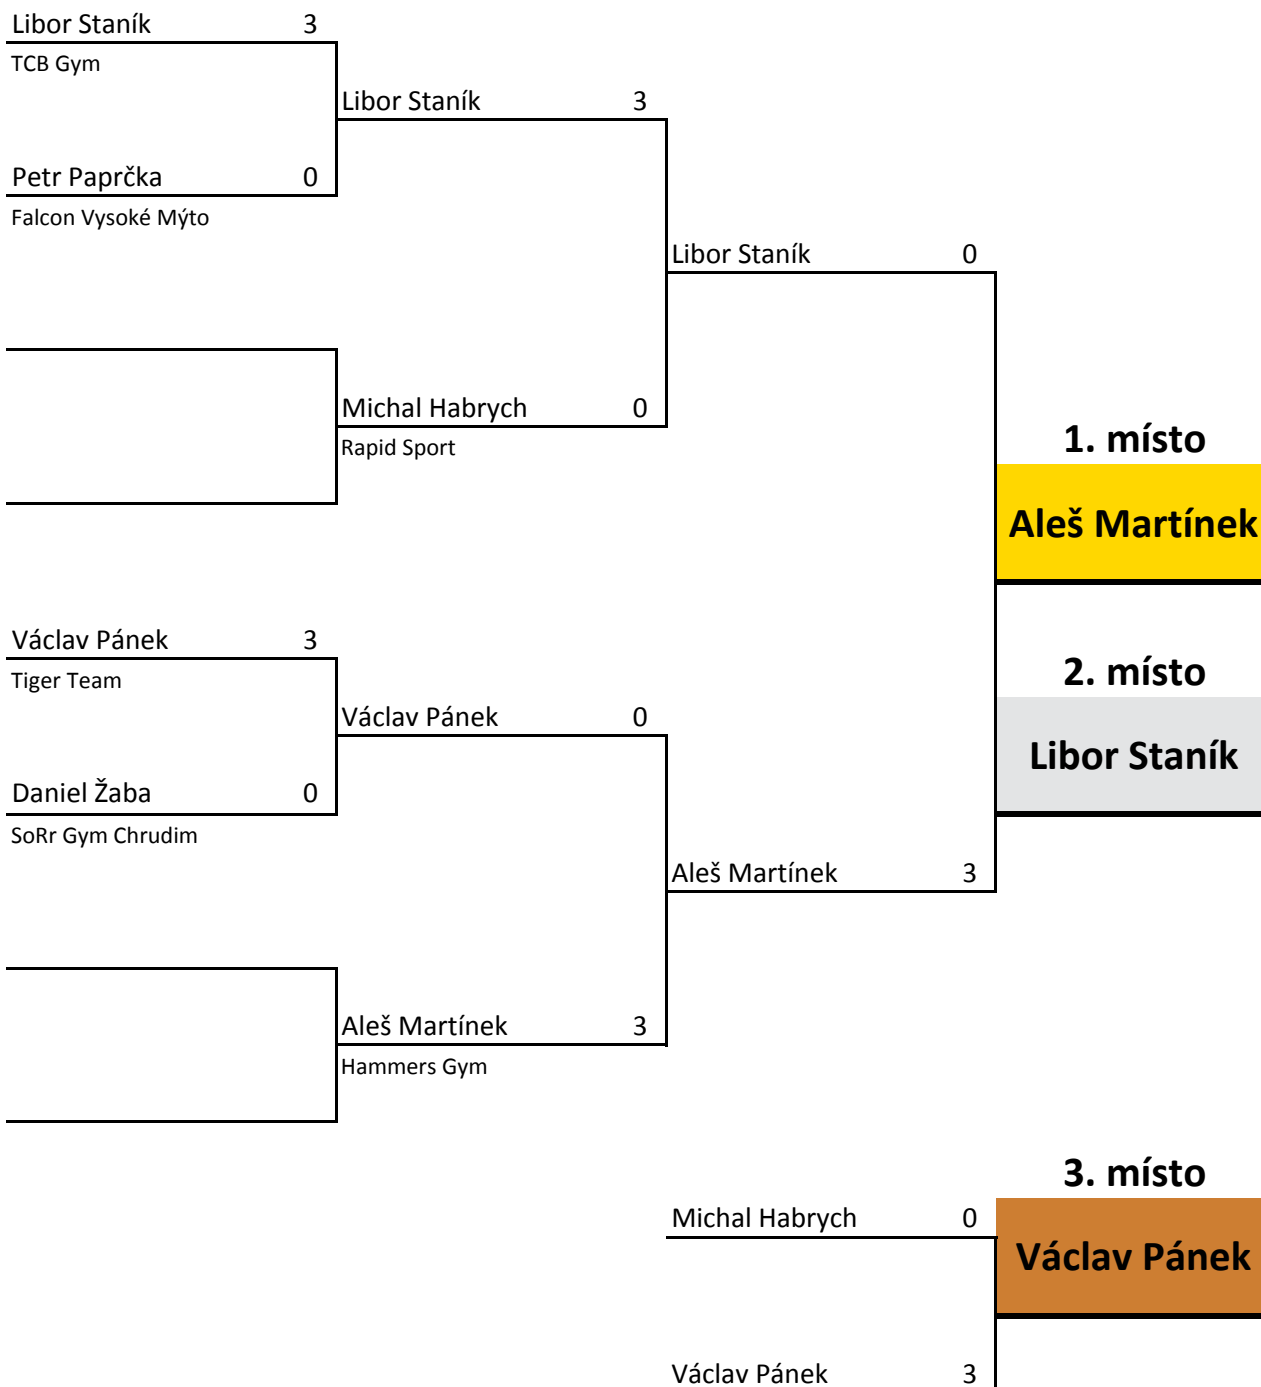 Libor Staník 3
TCB Gym
Libor Staník 3
Petr Paprčka 0
Falcon Vysoké Mýto
Libor Staník 0
Michal Habrych 0
Rapid Sport
1. místo
Aleš Martínek
Václav Pánek 3
Tiger Team
2. místo
Václav Pánek 0
Libor Staník
Daniel Žaba 0
SoRr Gym Chrudim
Aleš Martínek 3
Aleš Martínek 3
Hammers Gym
3. místo
Michal Habrych 0
Václav Pánek
Václav Pánek 3